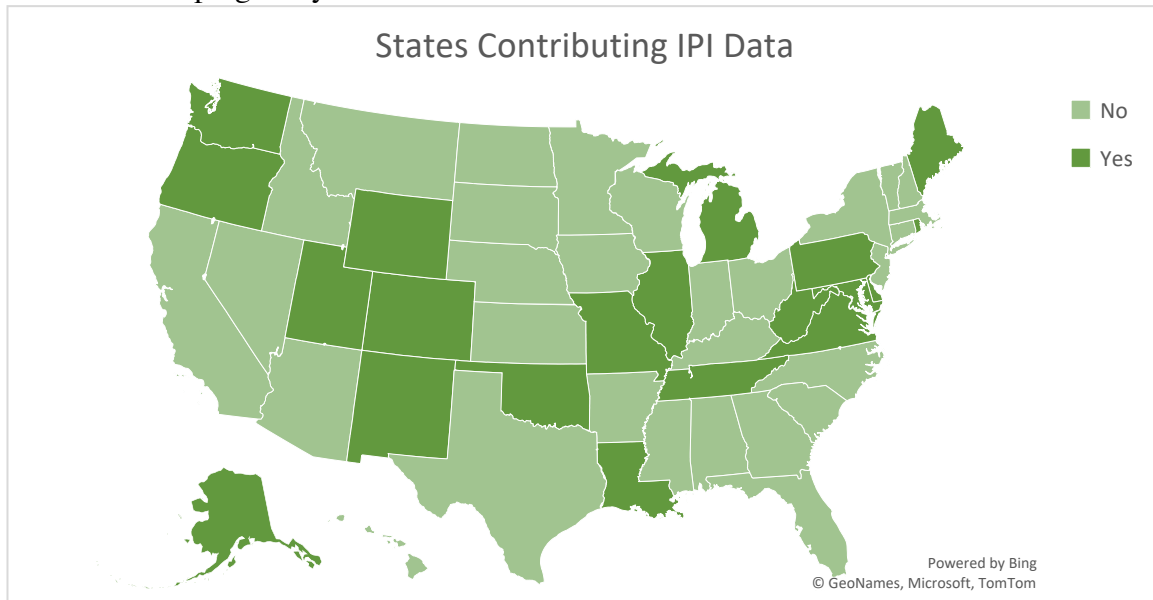 States Contributing IPI Data
No
Yes
Powered by Bing
© GeoNames, Microsoft, TomTom